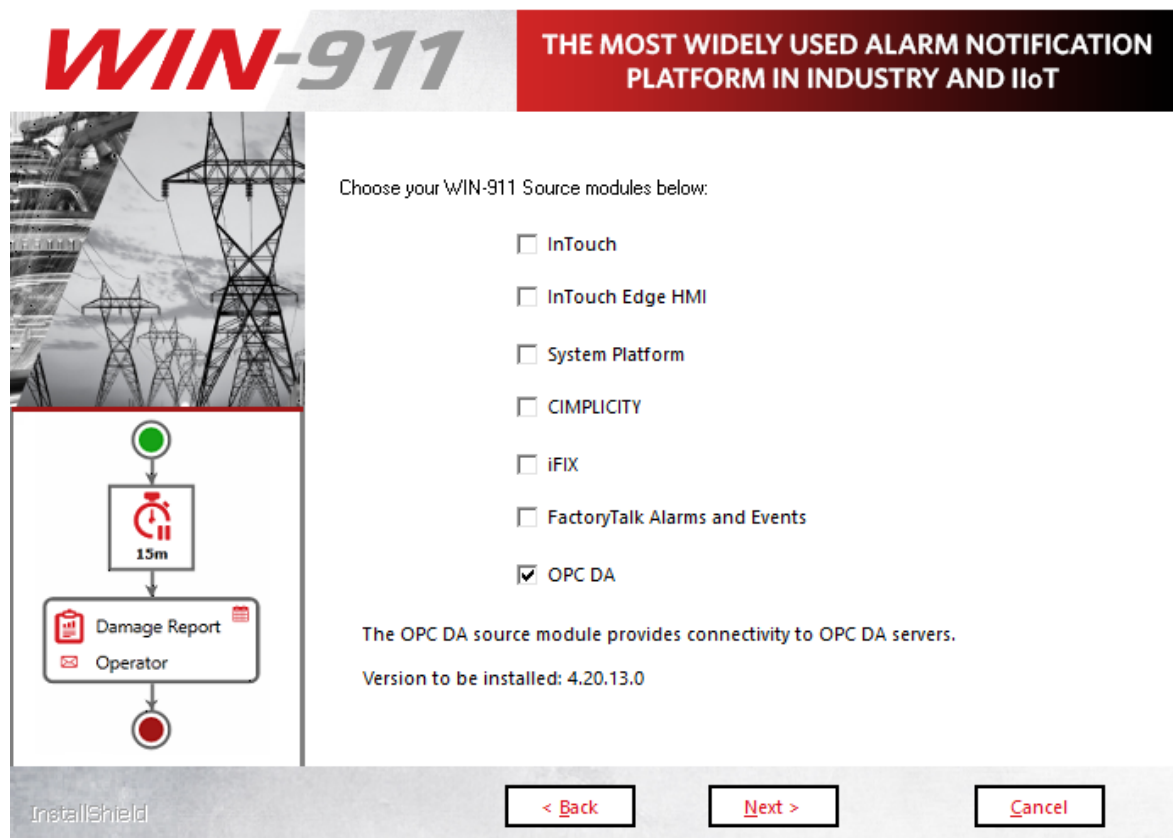 WIN-911
THE MOST WIDELY USED ALARM NOTIFICATION
PLATFORM IN INDUSTRY AND IIoT
Choose your WIN-911 Source modules below:
InTouch
InTouch Edge HMI
System Platform
CIMPLICITY
iFIX
FactoryTalk Alarms and Events
OPC DA
The OPC DA source module provides connectivity to OPC DA servers.
Version to be installed: 4.20.13.0
15m
Damage Report
Operator
InstallShield
< Back
Next >
Cancel